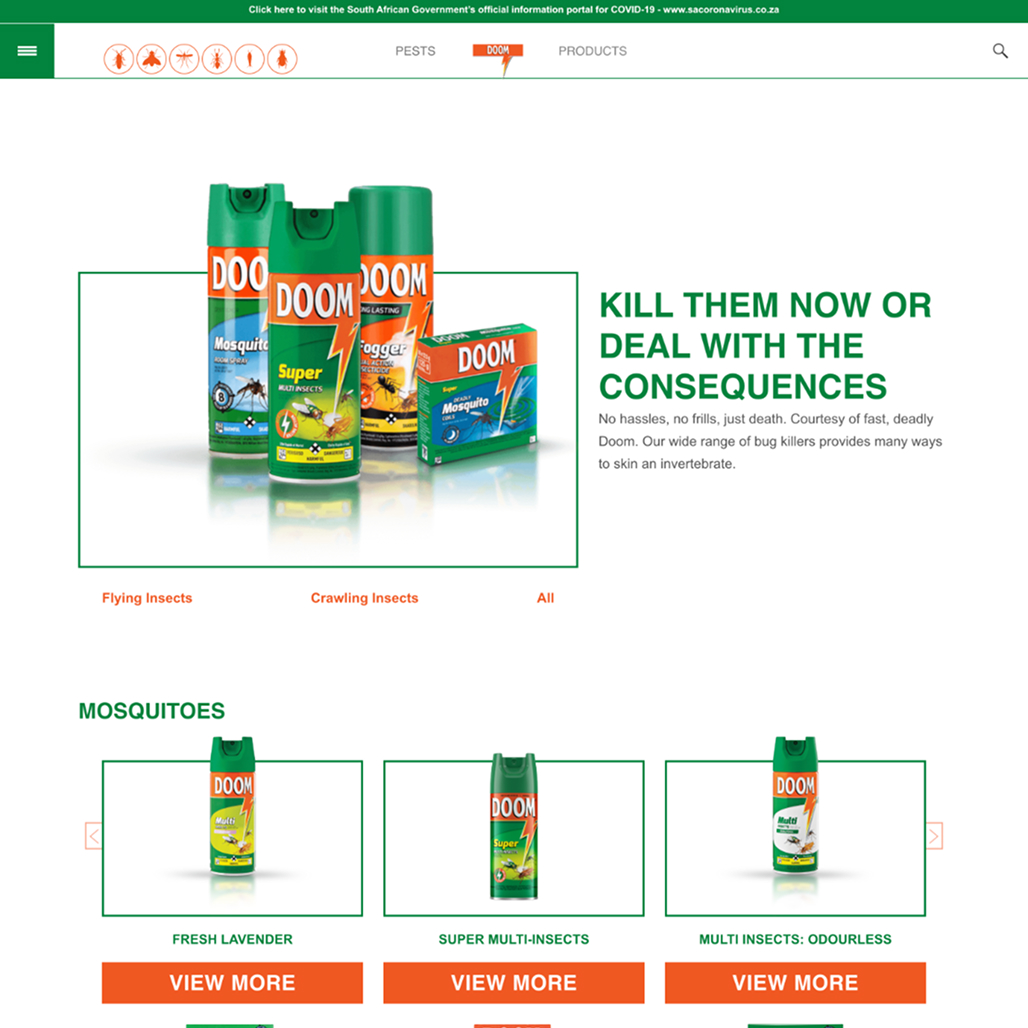 Click here to visit the South African Government's official information portal for COVID-19 - www.sacoronavirus.co.za
PESTS
DOOM
PRODUCTS
DOO
Mosquito
DOOM
Super
MULTI INSECTS
DOOM
LONG LASTING
Fogger
DOOM
Mosquito
DOOM
Super
DEADLY
Mosquito
COILS
KILL THEM NOW OR
DEAL WITH THE
CONSEQUENCES
No hassles, no frills, just death. Courtesy of fast, deadly
Doom. Our wide range of bug killers provides many ways
to skin an invertebrate.
Flying Insects
Crawling Insects
All
MOSQUITOES
DOOM
Multi
DOOM
Super
DOOM
Multi
FRESH LAVENDER
SUPER MULTI-INSECTS
MULTI INSECTS: ODOURLESS
VIEW MORE
VIEW MORE
VIEW MORE